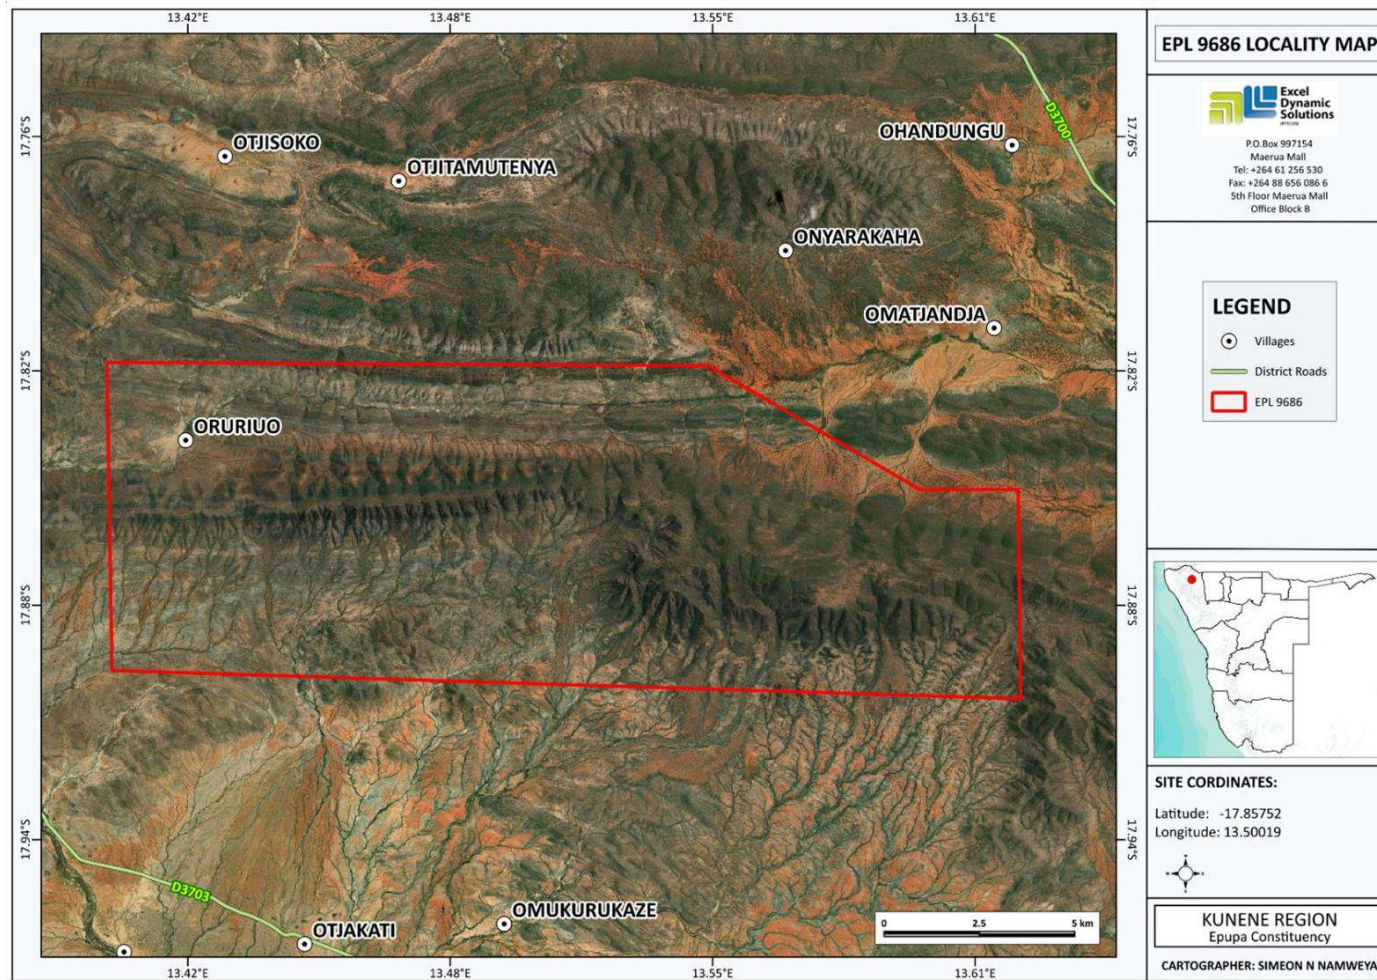 13.42°E
13.48°E
13.55°E
13.61°E
EPL 9686 LOCALITY MAP
Excel
Dynamic
Solutions
P.O.Box 997154
Maerua Mall
Tel: +264 61 256 530
Fax: +264 88 656 086 6
5th Floor Maerua Mall
Office Block B
17.76°S
17.76°S
D3700
OHANDUNGU
OTJISOKO
OTJITAMUTENYA
ONYARAKAHA
OMATJANDJA
LEGEND
Villages
District Roads
EPL 9686
17.82°S
17.82°S
ORURIUO
17.88°S
17.88°S
SITE CORDINATES:
Latitude: -17.85752
Longitude: 13.50019
17.94°S
17.94°S
D3703
OTJAKATI
OMUKURUKAZE
0 2.5 5 km
KUNENE REGION
Epupa Constituency
CARTOGRAPHER: SIMEON N NAMWEYA
13.42°E
13.48°E
13.55°E
13.61°E